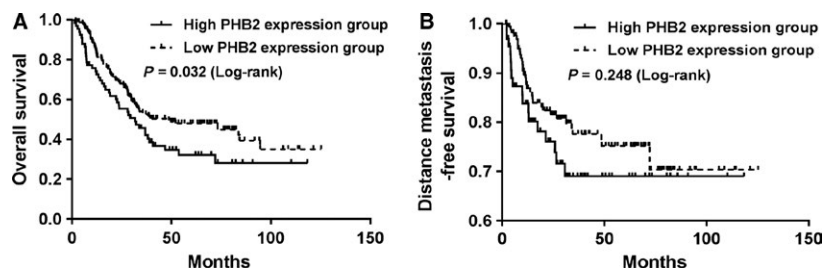 A
High PHB2 expression group
Low PHB2 expression group
P = 0.032 (Log-rank)
Overall survival
1.0
0.8
0.6
0.4
0.2
0.0
0 50 100 150
Months
B
High PHB2 expression group
Low PHB2 expression group
P = 0.248 (Log-rank)
Distance metastasis
-free survival
1.0
0.9
0.8
0.7
0.6
0 50 100 150
Months